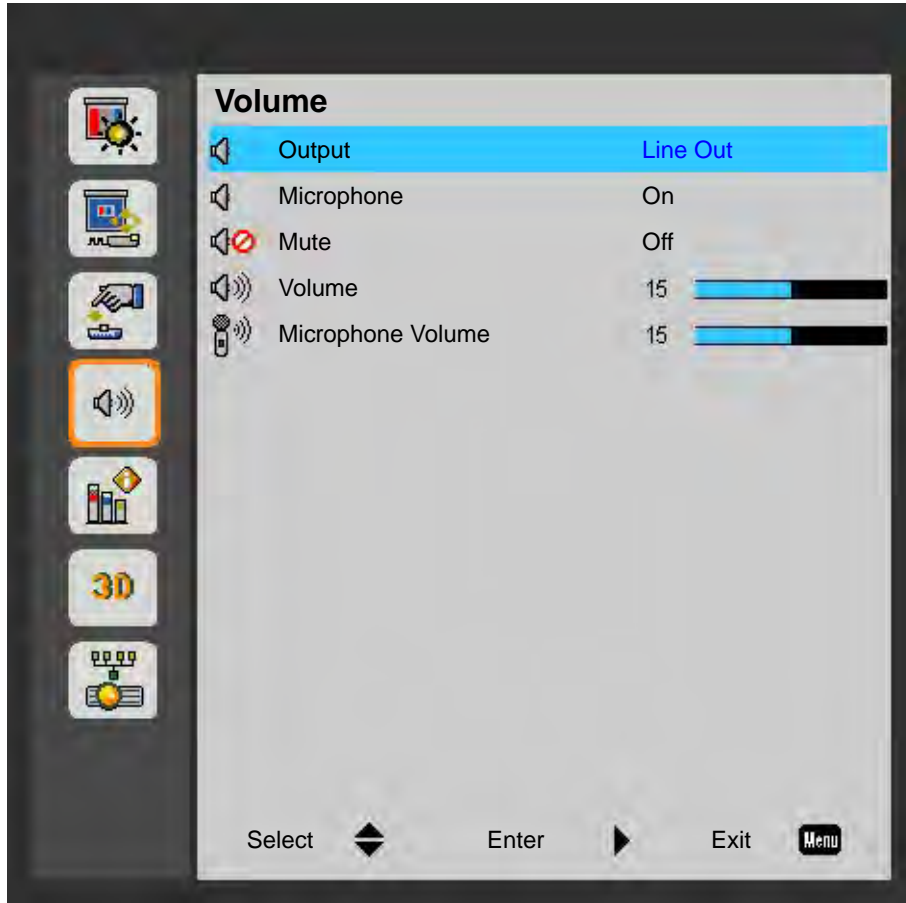 Volume
Output Line Out
Microphone On
Mute Off
Volume 15
Microphone Volume 15
3D
Select Enter Exit Menu